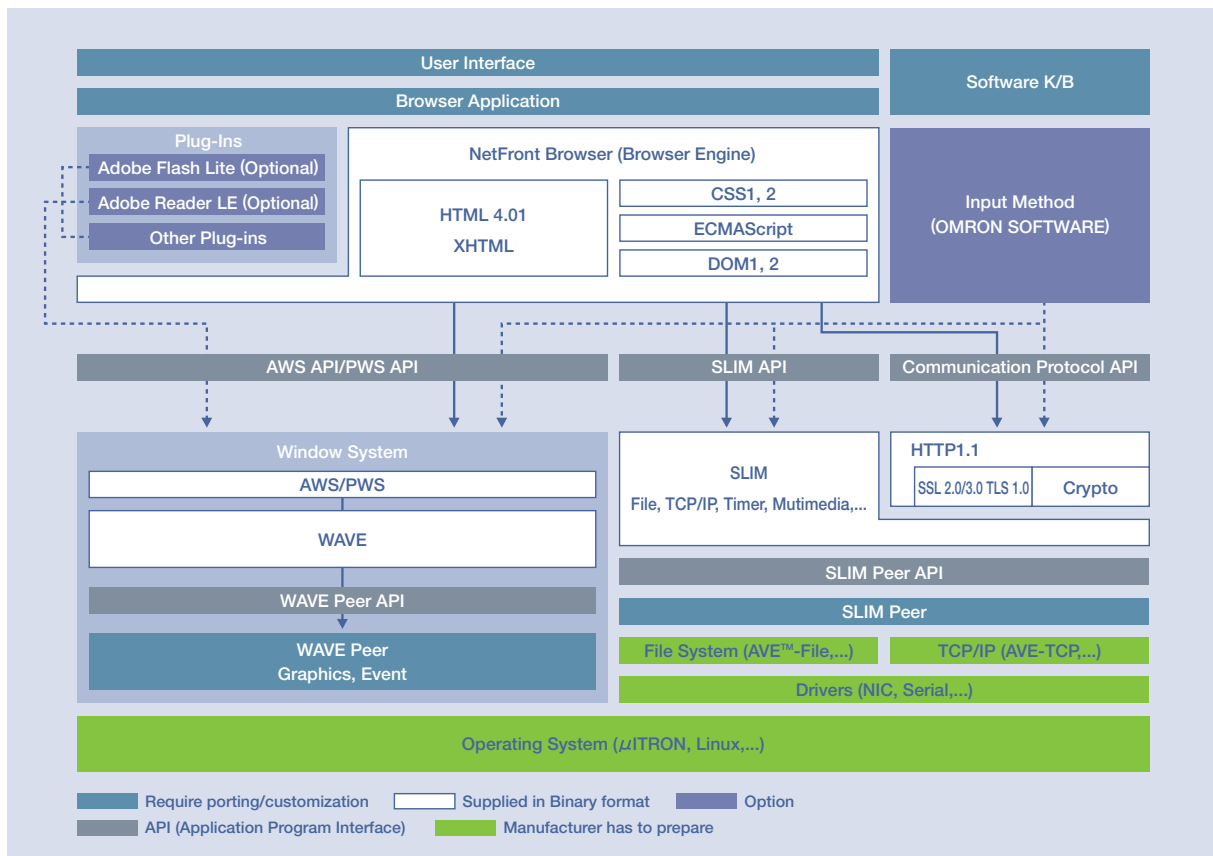 User Interface
Software K/B
Browser Application
Plug-Ins
Adobe Flash Lite (Optional)
Adobe Reader LE (Optional)
Other Plug-ins
NetFront Browser (Browser Engine)
HTML 4.01
XHTML
CSS1, 2
ECMAScript
DOM1, 2
Input Method
(OMRON SOFTWARE)
AWS API/PWS API
SLIM API
Communication Protocol API
Window System
AWS/PWS
WAVE
WAVE Peer API
WAVE Peer
Graphics, Event
SLIM
File, TCP/IP, Timer, Mutimedia,...
HTTP1.1
SSL 2.0/3.0 TLS 1.0
Crypto
SLIM Peer API
SLIM Peer
File System (AVE™-File,...)
TCP/IP (AVE-TCP,...)
Drivers (NIC, Serial,...)
Operating System (μITRON, Linux,...)
Require porting/customization
Supplied in Binary format
Option
API (Application Program Interface)
Manufacturer has to prepare